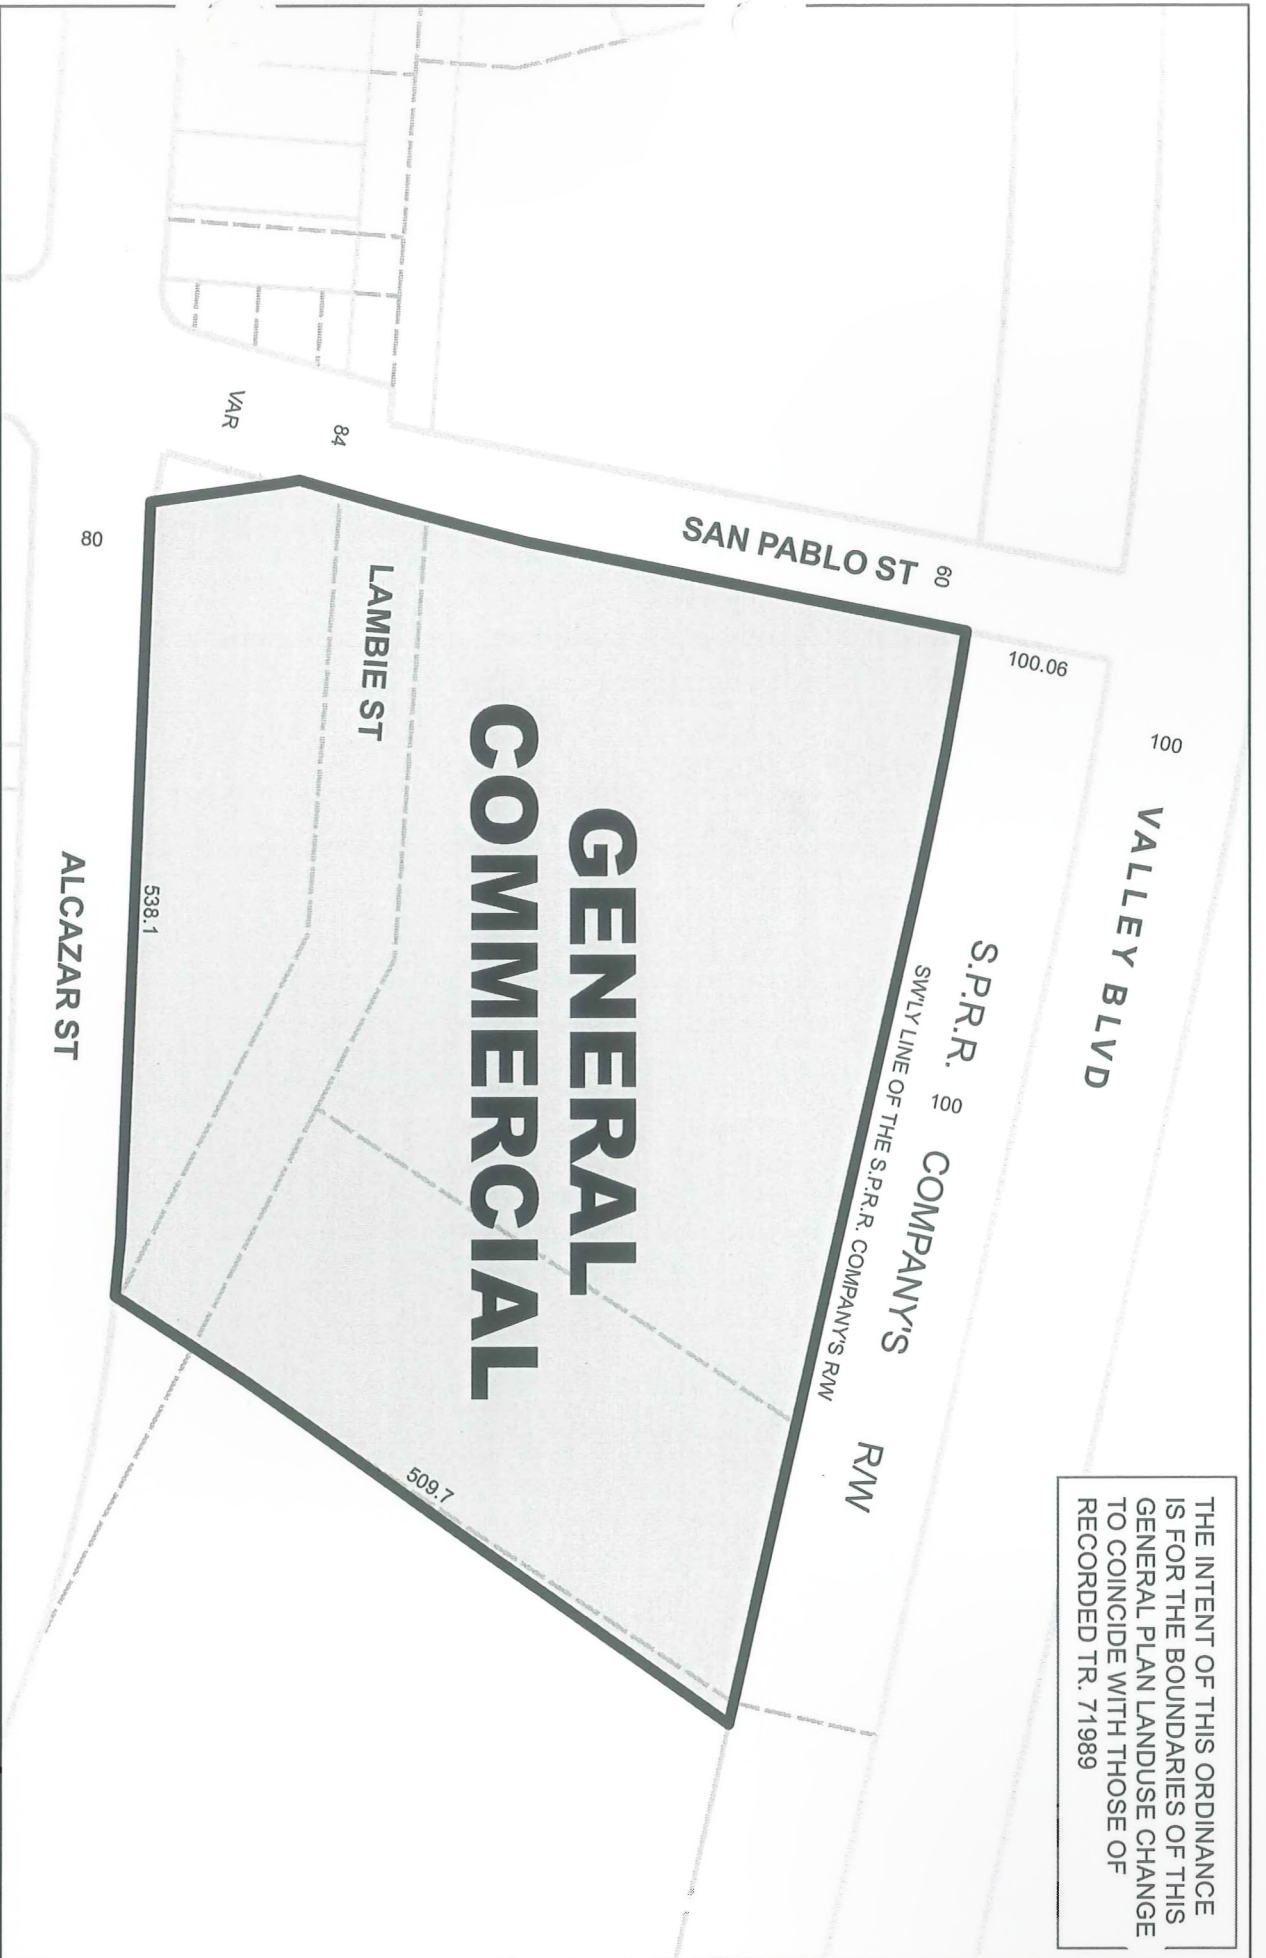 THE INTENT OF THIS ORDINANCE
IS FOR THE BOUNDARIES OF THIS
GENERAL PLAN LANDUSE CHANGE
TO COINCIDE WITH THOSE OF
RECORDED TR. 71989
100
VALLEY BLVD
100.06
S.P.R.R. 100 COMPANY'S R/W
SW'LY LINE OF THE S.P.R.R. COMPANY'S R/W
SAN PABLO ST
60
GENERAL
COMMERCIAL
509.7
LAMBIE ST
84
VAR
538.1
80
ALCAZAR ST